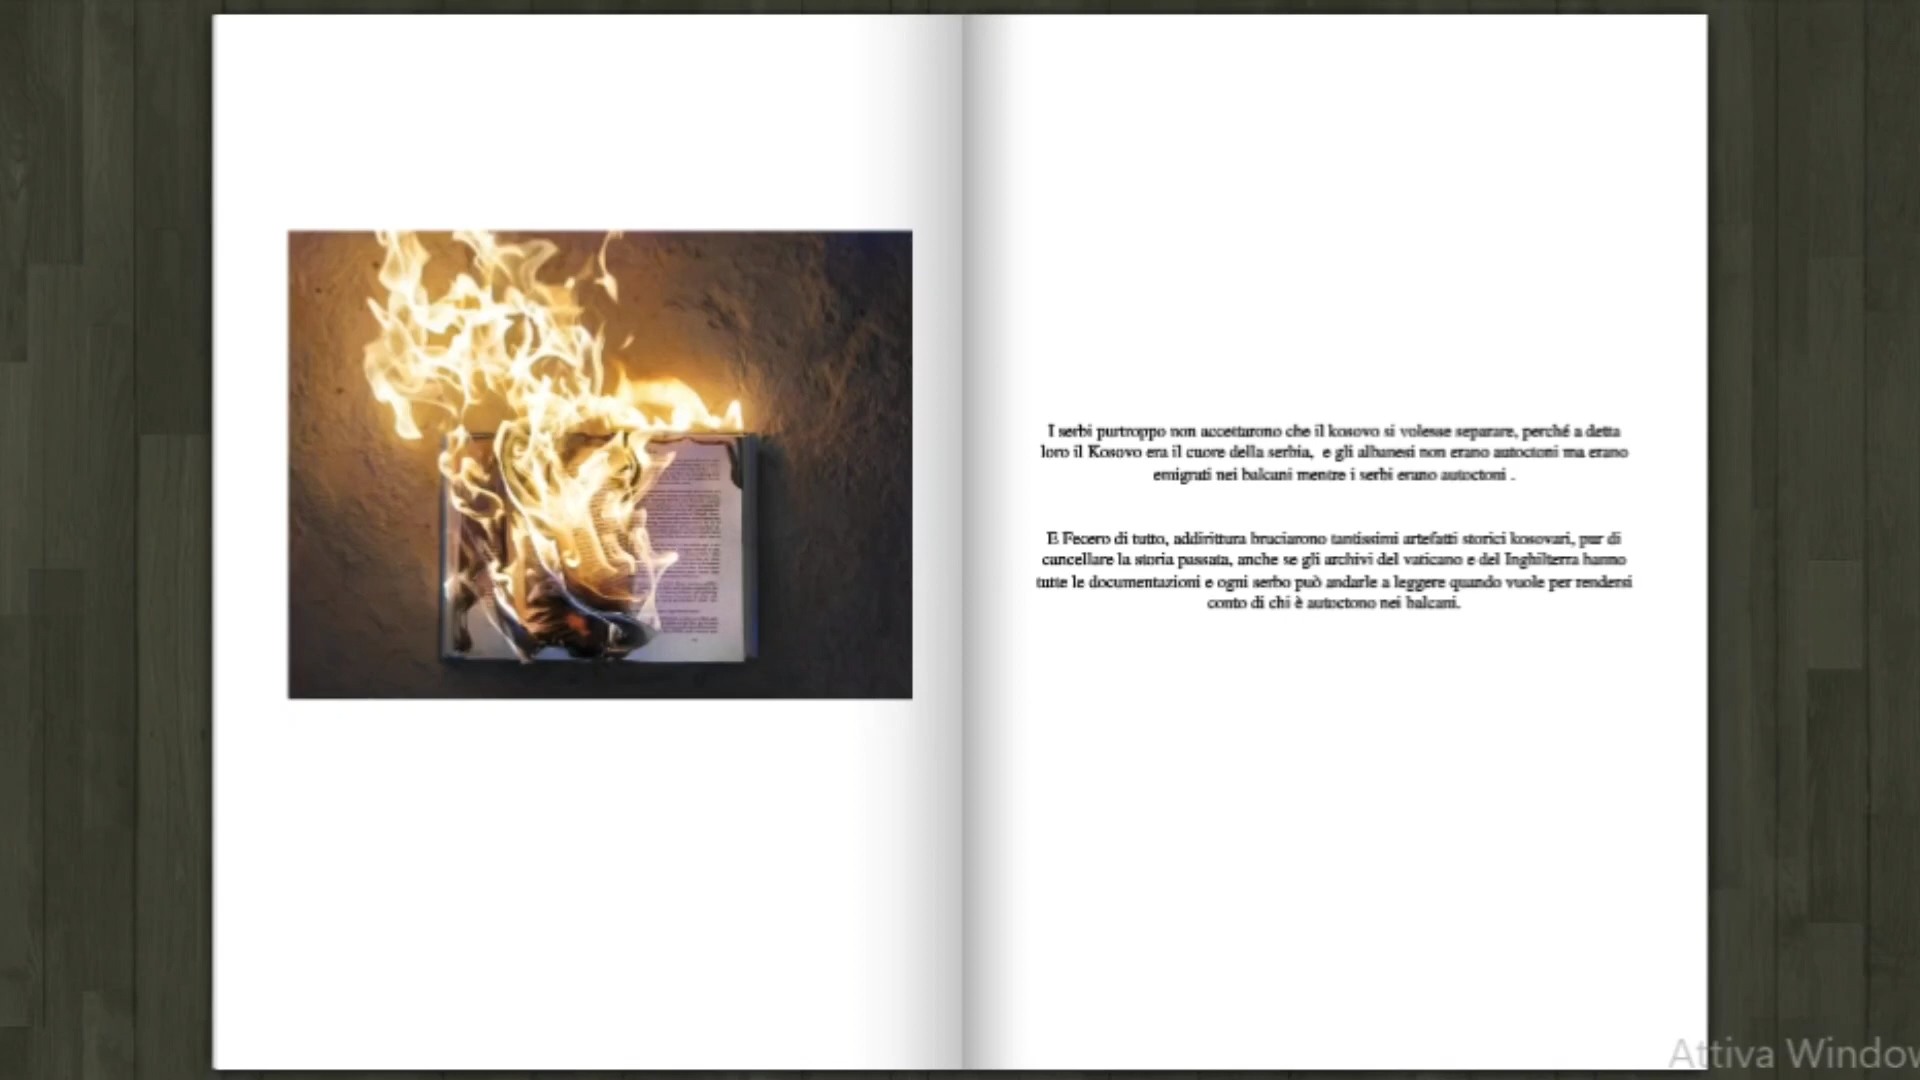 I serbi purtroppo non accettarono che il kosovo si volesse separare, perché a detta
loro il Kosovo era il cuore della serbia, e gli albanesi non erano autoctoni ma erano
emigrati nei balcani mentre i serbi erano autoctoni .
E Fecero di tutto, addirittura bruciarono tantissimi artefatti storici kosovari, pur di
cancellare la storia passata, anche se gli archivi del vaticano e del Inghilterra hanno
tutte le documentazioni e ogni serbo può andarle a leggere quando vuole per rendersi
conto di chi è autoctono nei balcani.
Attiva Window